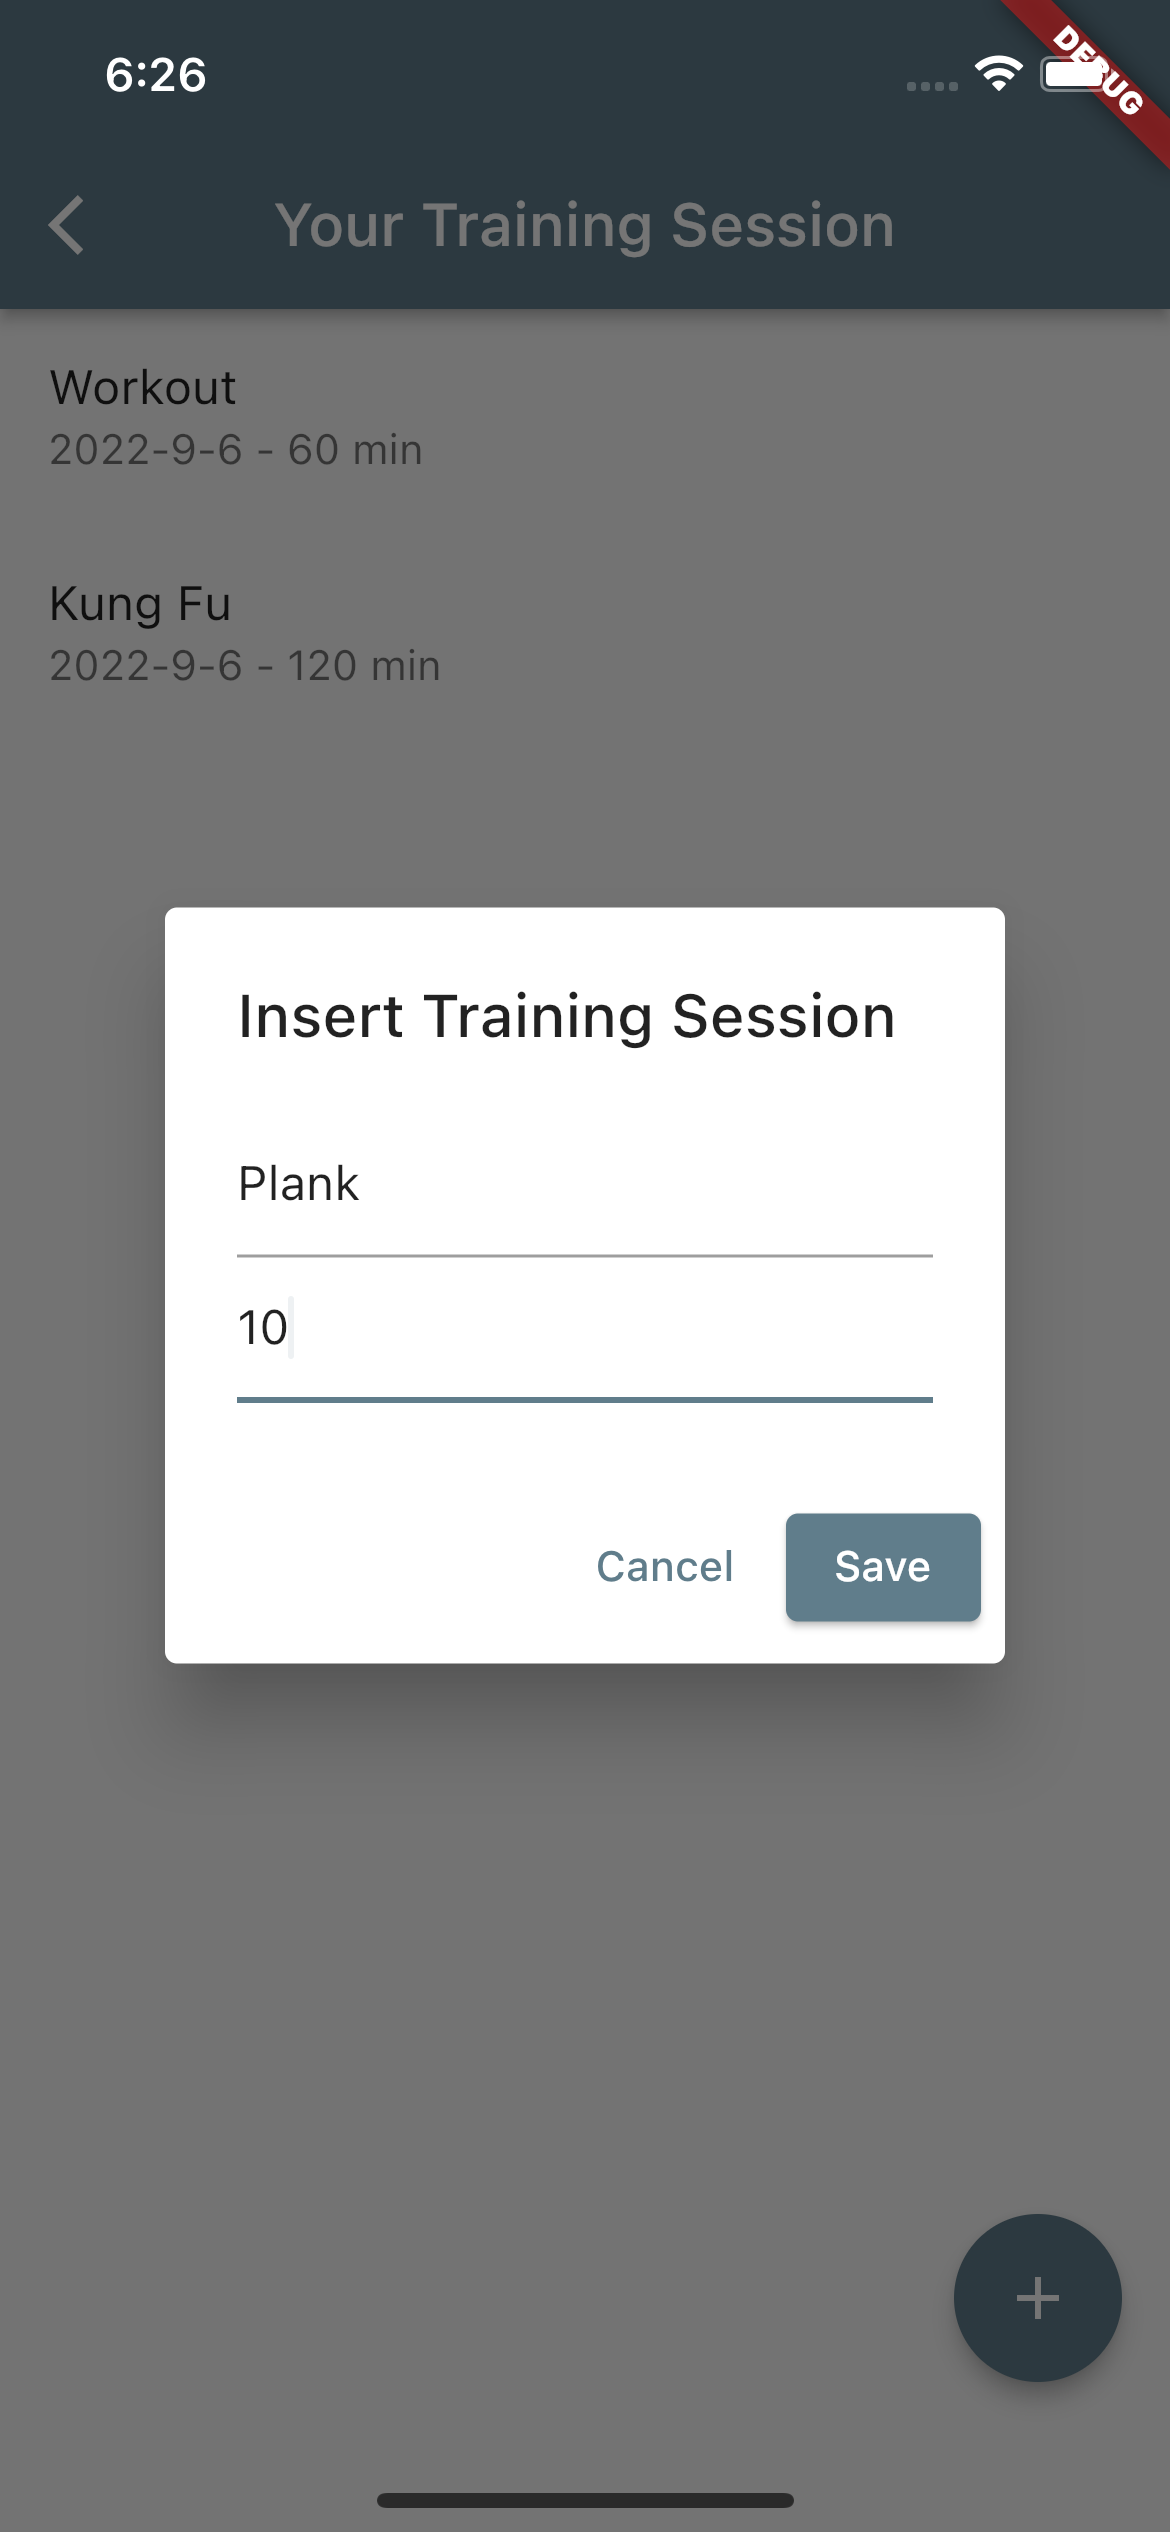 6:26
DEBUG
Your Training Session
Workout
2022-9-6 - 60 min
Kung Fu
2022-9-6 - 120 min
Insert Training Session
Plank
10
Cancel
Save